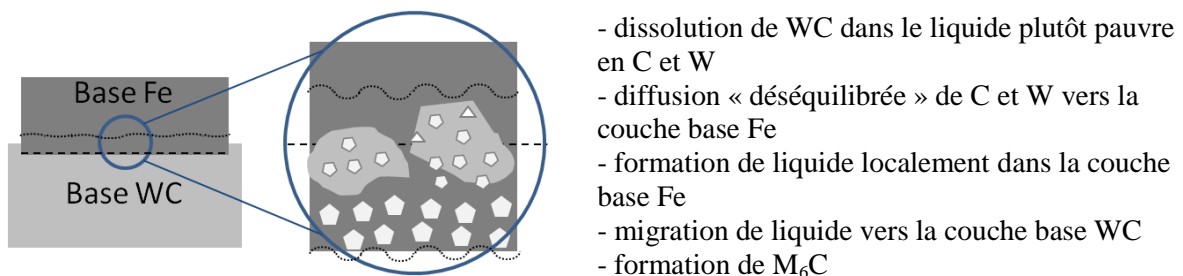 Base Fe
Base WC
- dissolution de WC dans le liquide plutôt pauvre
en C et W
- diffusion « déséquilibrée » de C et W vers la
couche base Fe
- formation de liquide localement dans la couche
base Fe
- migration de liquide vers la couche base WC
- formation de M₆C